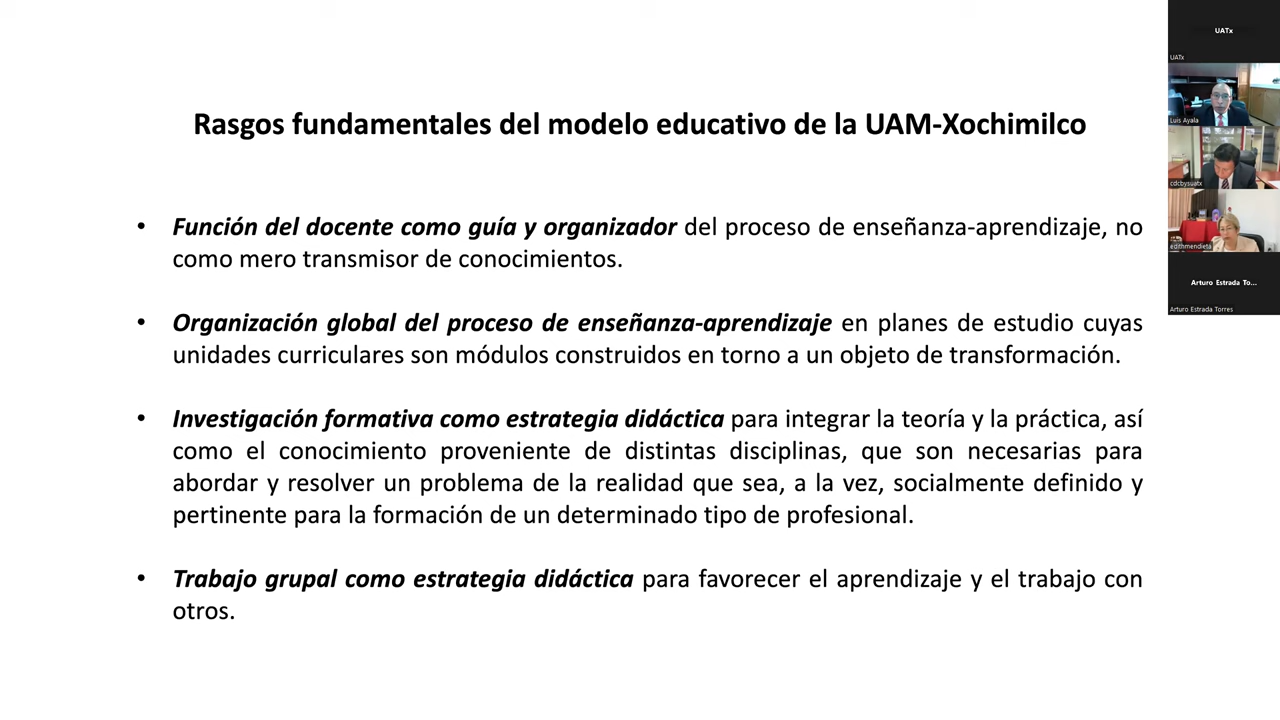 Rasgos fundamentales del modelo educativo de la UAM-Xochimilco
• Función del docente como guía y organizador del proceso de enseñanza-aprendizaje, no
como mero transmisor de conocimientos.
• Organización global del proceso de enseñanza-aprendizaje en planes de estudio cuyas
unidades curriculares son módulos construidos en torno a un objeto de transformación.
• Investigación formativa como estrategia didáctica para integrar la teoría y la práctica, así
como el conocimiento proveniente de distintas disciplinas, que son necesarias para
abordar y resolver un problema de la realidad que sea, a la vez, socialmente definido y
pertinente para la formación de un determinado tipo de profesional.
• Trabajo grupal como estrategia didáctica para favorecer el aprendizaje y el trabajo con
otros.
UATx
UATx
Luis Ayala
cdcbysuatx
edithmendieta
Arturo Estrada To...
Arturo Estrada Torres